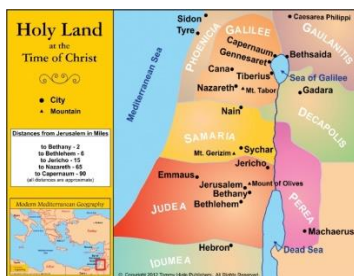 Holy Land
at the
Time of Christ
● City
▲ Mountain
Distances from Jerusalem in Miles
to Bethany - 2
to Bethlehem - 6
to Jericho - 15
to Nazareth - 65
to Capernaum - 90
(all distances are approximate)
Modern Mediterranean Geography
Mediterranean Sea
Sidon
Tyre
PHOENICIA
GALILEE
GAULANITIS
Caesarea Philippi
Capernaum
Gennesaret
Bethsaida
Cana
Tiberius
Sea of Galilee
Nazareth
Mt. Tabor
Gadara
Nain
DECAPOLIS
SAMARIA
Sychar
Mt. Gerizim
Jericho
Emmaus
Jerusalem
Mount of Olives
Bethany
JUDEA
Bethlehem
PEREA
Machaerus
Hebron
Dead Sea
IDUMEA